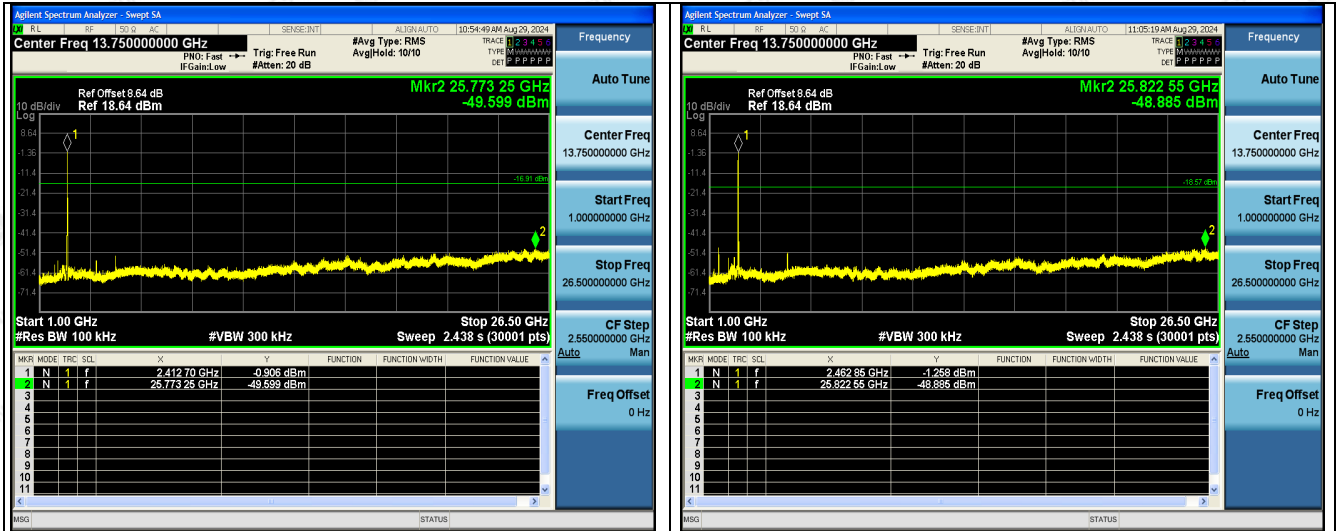 Agilent Spectrum Analyzer - Swept SA
RL RF 50 Ω AC SENSE:INT ALIGN AUTO 10:54:49 AM Aug 29, 2024
Center Freq 13.750000000 GHz #Avg Type: RMS TRACE 1 2 3 4 5 6
PNO: Fast Trig: Free Run Avg|Hold: 10/10 TYPE M
IFGain:Low #Atten: 20 dB DET P P P P P P
Mkr2 25.773 25 GHz
Ref Offset 8.64 dB
10 dB/div Ref 18.64 dBm -49.599 dBm
Log
8.64
1
-1.36
-11.4
-16.91 dBm
-21.4
-31.4
-41.4
2
-51.4
-61.4
-71.4
Start 1.00 GHz Stop 26.50 GHz
#Res BW 100 kHz #VBW 300 kHz Sweep 2.438 s (30001 pts)
MKR MODE TRC SCL X Y FUNCTION FUNCTION WIDTH FUNCTION VALUE
1 N 1 f 2.412 70 GHz -0.906 dBm
2 N 1 f 25.773 25 GHz -49.599 dBm
3
4
5
6
7
8
9
10
11
MSG STATUS
Frequency
Auto Tune
Center Freq
13.750000000 GHz
Start Freq
1.000000000 GHz
Stop Freq
26.500000000 GHz
CF Step
2.550000000 GHz
Auto Man
Freq Offset
0 Hz
Agilent Spectrum Analyzer - Swept SA
RL RF 50 Ω AC SENSE:INT ALIGN AUTO 11:05:19 AM Aug 29, 2024
Center Freq 13.750000000 GHz #Avg Type: RMS TRACE 1 2 3 4 5 6
PNO: Fast Trig: Free Run Avg|Hold: 10/10 TYPE M
IFGain:Low #Atten: 20 dB DET P P P P P P
Mkr2 25.822 55 GHz
Ref Offset 8.64 dB
10 dB/div Ref 18.64 dBm -48.885 dBm
Log
8.64
1
-1.36
-11.4
-18.57 dBm
-21.4
-31.4
-41.4
2
-51.4
-61.4
-71.4
Start 1.00 GHz Stop 26.50 GHz
#Res BW 100 kHz #VBW 300 kHz Sweep 2.438 s (30001 pts)
MKR MODE TRC SCL X Y FUNCTION FUNCTION WIDTH FUNCTION VALUE
1 N 1 f 2.462 85 GHz -1.258 dBm
2 N 1 f 25.822 55 GHz -48.885 dBm
3
4
5
6
7
8
9
10
11
MSG STATUS
Frequency
Auto Tune
Center Freq
13.750000000 GHz
Start Freq
1.000000000 GHz
Stop Freq
26.500000000 GHz
CF Step
2.550000000 GHz
Auto Man
Freq Offset
0 Hz